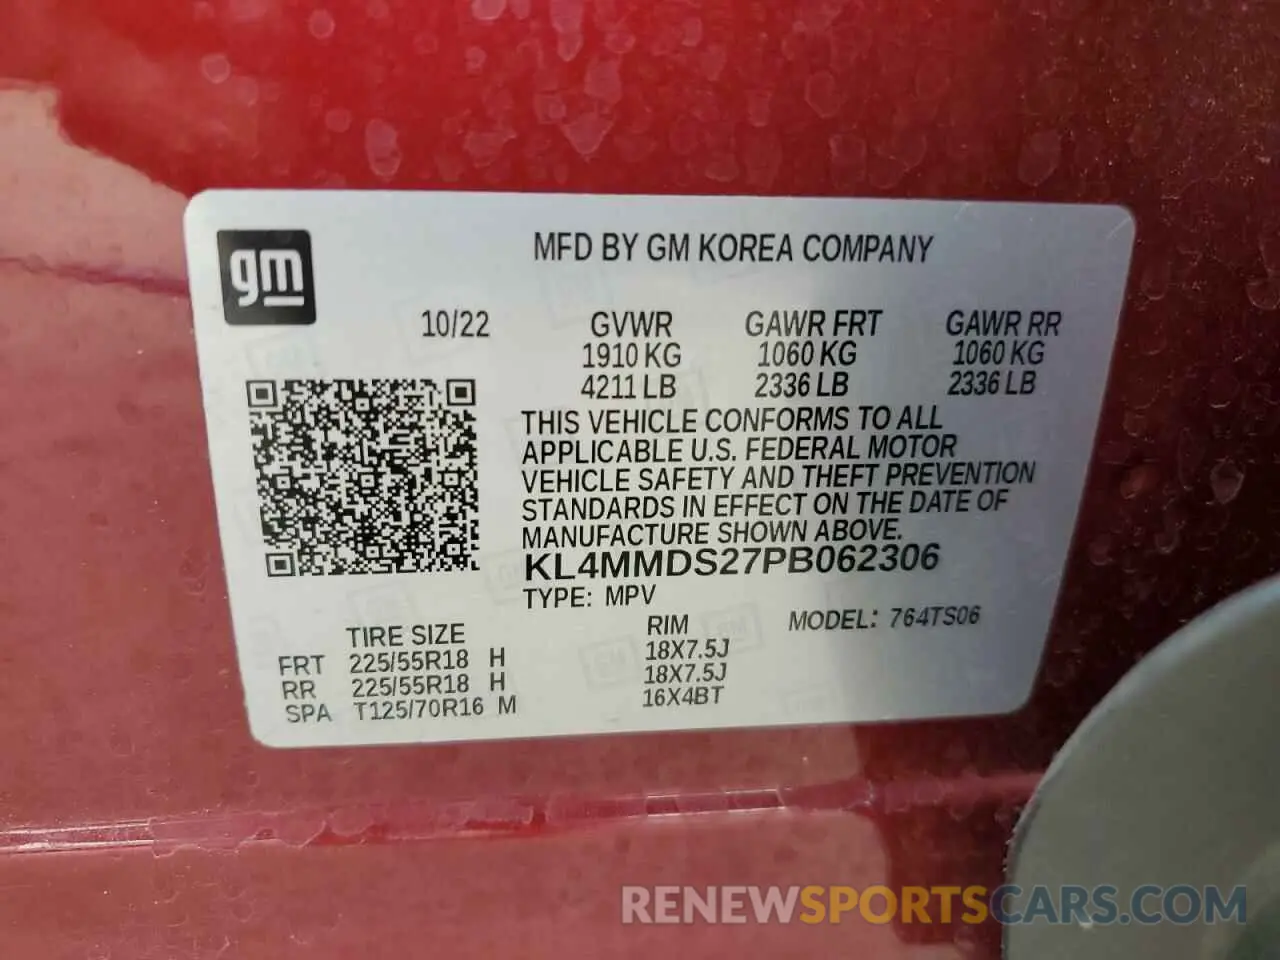 gm
MFD BY GM KOREA COMPANY
10/22 GVWR GAWR FRT GAWR RR
1910 KG 1060 KG 1060 KG
4211 LB 2336 LB 2336 LB
THIS VEHICLE CONFORMS TO ALL
APPLICABLE U.S. FEDERAL MOTOR
VEHICLE SAFETY AND THEFT PREVENTION
STANDARDS IN EFFECT ON THE DATE OF
MANUFACTURE SHOWN ABOVE.
KL4MMDS27PB062306
TYPE: MPV
TIRE SIZE RIM MODEL: 764TS06
FRT 225/55R18 H 18X7.5J
RR 225/55R18 H 18X7.5J
SPA T125/70R16 M 16X4BT
RENEWSPORTSCARS.COM